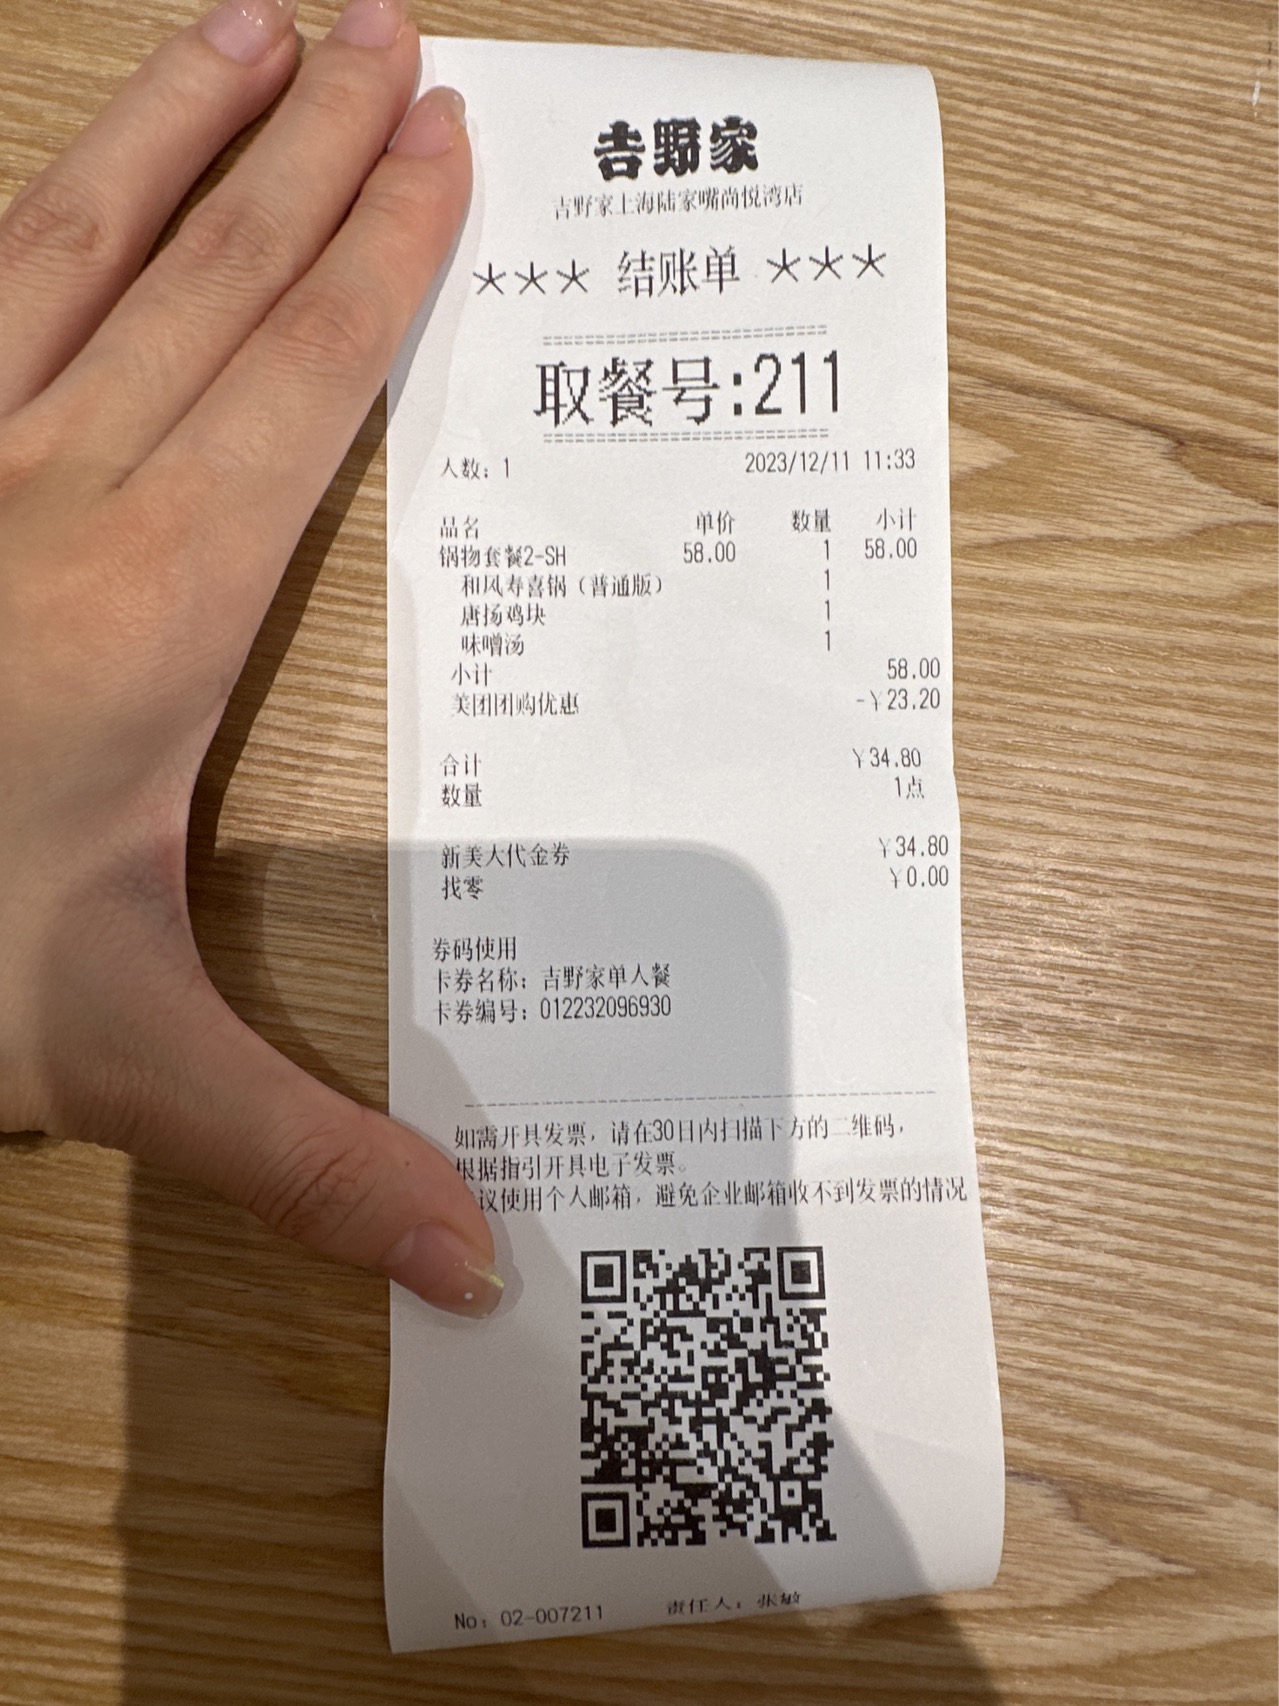 吉野家
吉野家上海陆家嘴尚悦湾店
*** 结账单 ***
取餐号:211
人数：1 2023/12/11 11:33
品名 单价 数量 小计
锅物套餐2-SH 58.00 1 58.00
和风寿喜锅（普通版） 1
唐扬鸡块 1
味噌汤 1
小计 58.00
美团团购优惠 -¥23.20
合计 ¥34.80
数量 1点
新美大代金券 ¥34.80
找零 ¥0.00
券码使用
卡券名称：吉野家单人餐
卡券编号：012232096930
如需开具发票，请在30日内扫描下方的二维码，
根据指引开具电子发票。
议使用个人邮箱，避免企业邮箱收不到发票的情况
No：02-007211 责任人：张敏